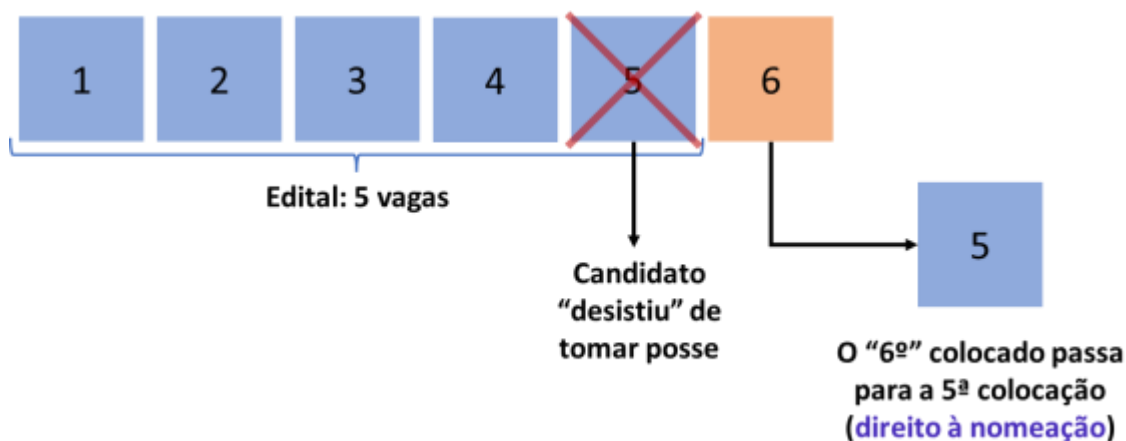 1 2 3 4 5 6
Edital: 5 vagas
5
Candidato
“desistiu” de
tomar posse
O “6º” colocado passa
para a 5ª colocação
(direito à nomeação)